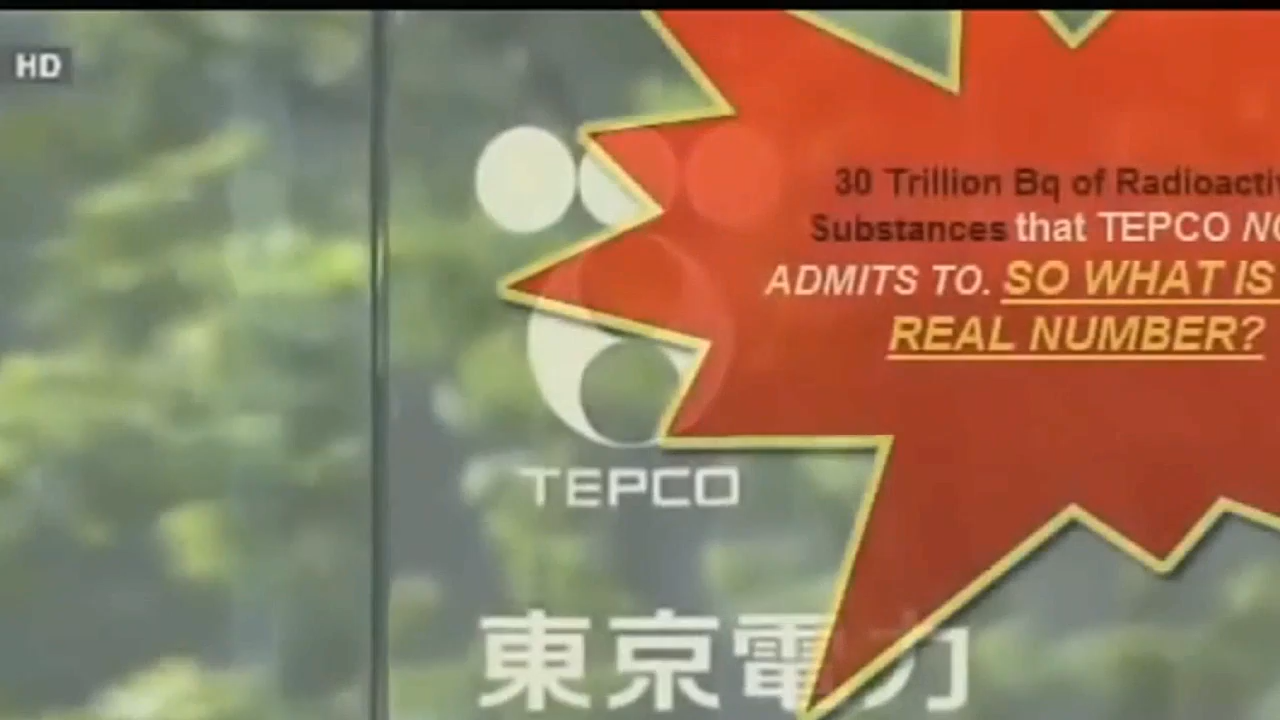 HD
30 Trillion Bq of Radioactiv
Substances that TEPCO NO
ADMITS TO. SO WHAT IS
REAL NUMBER?
TEPCO
東京電力